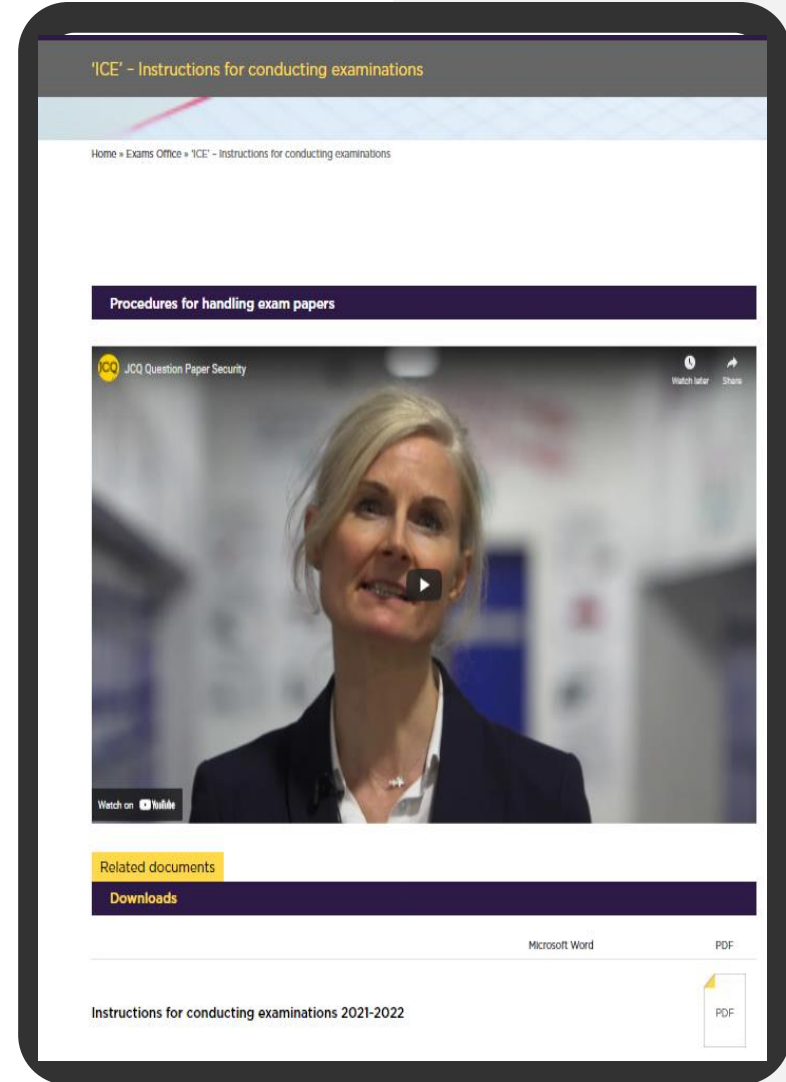 'ICE' – Instructions for conducting examinations
Home » Exams Office » 'ICE' – Instructions for conducting examinations
Procedures for handling exam papers
JCQ JCQ Question Paper Security
Watch later Share
Watch on YouTube
Related documents
Downloads
Microsoft Word PDF
Instructions for conducting examinations 2021-2022
PDF